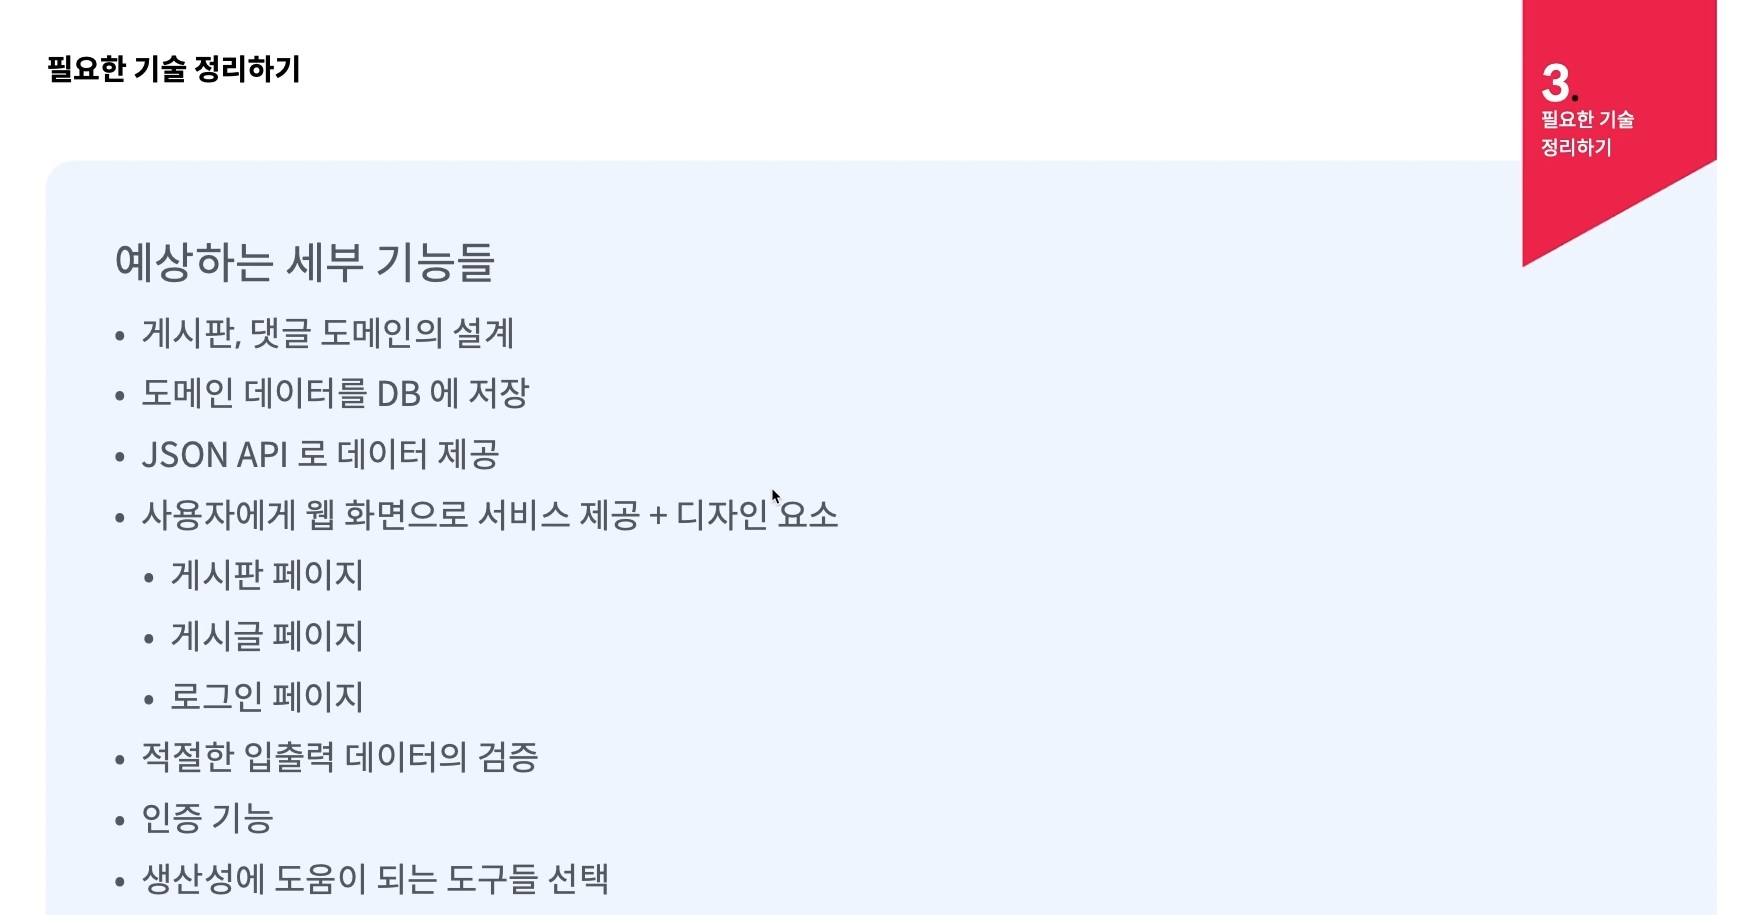 필요한 기술 정리하기
3.
필요한 기술
정리하기
예상하는 세부 기능들
• 게시판, 댓글 도메인의 설계
• 도메인 데이터를 DB 에 저장
• JSON API 로 데이터 제공
• 사용자에게 웹 화면으로 서비스 제공 + 디자인 요소
• 게시판 페이지
• 게시글 페이지
• 로그인 페이지
• 적절한 입출력 데이터의 검증
• 인증 기능
• 생산성에 도움이 되는 도구들 선택